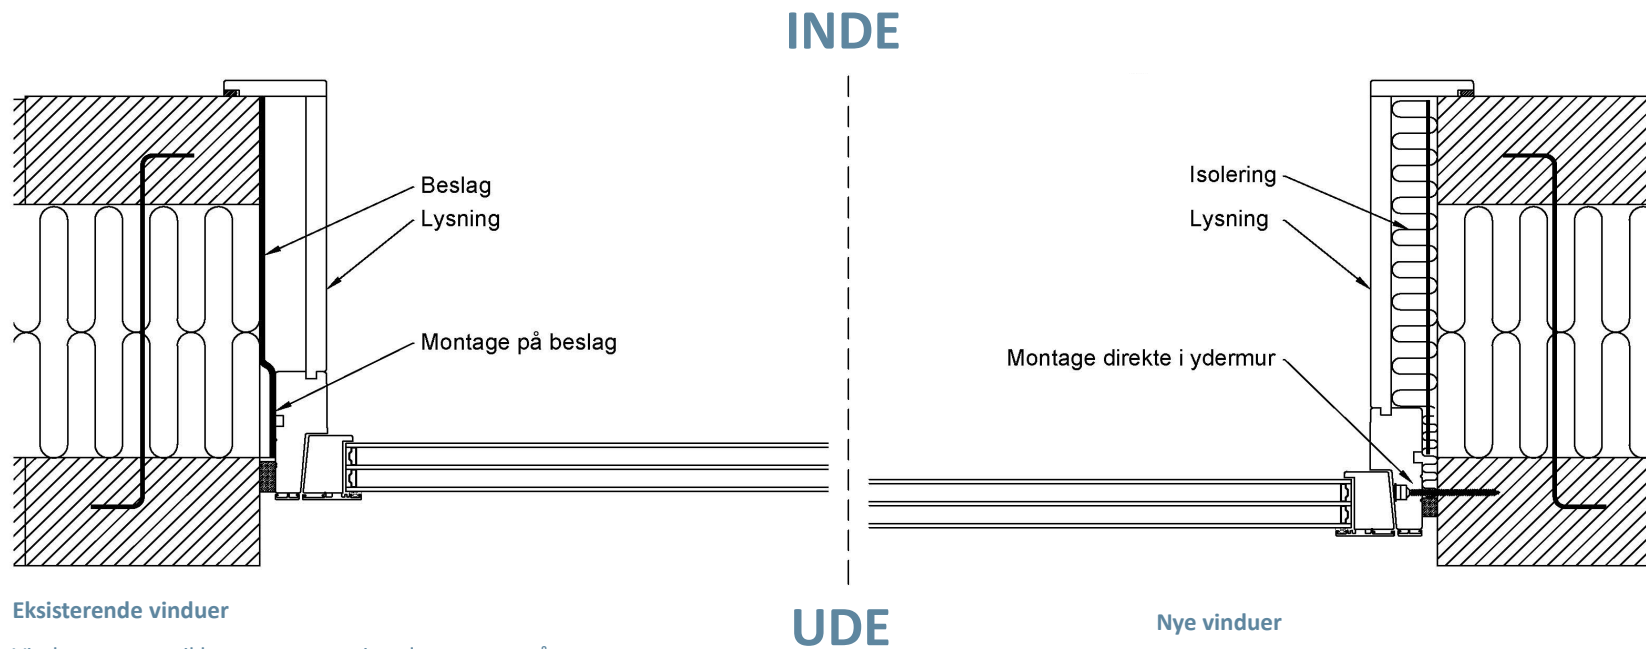 INDE
Beslag
Lysning
Montage på beslag
Isolering
Lysning
Montage direkte i ydermur
Eksisterende vinduer
UDE
Nye vinduer